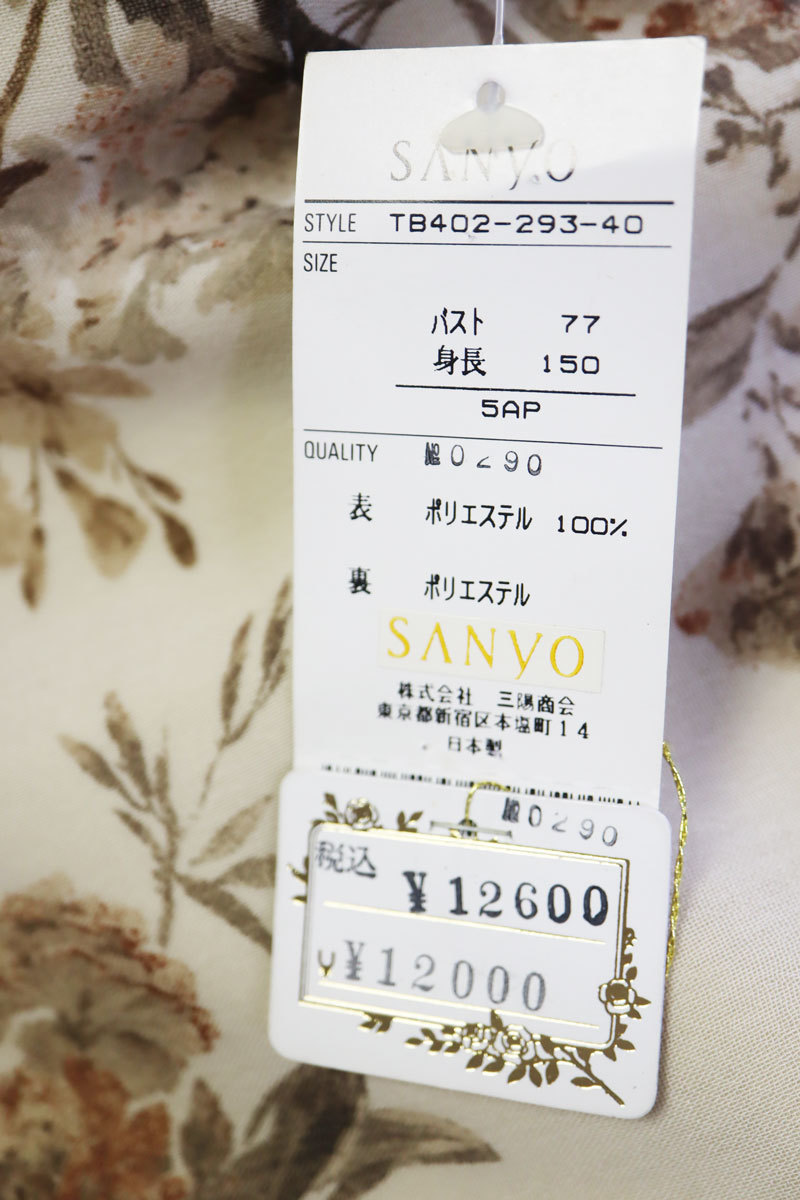 SANYO
STYLE TB402-293-40
SIZE
バスト 77
身長 150
5AP
QUALITY № 0290
表 ポリエステル 100%
裏 ポリエステル
SANYO
株式会社 三陽商会
東京都新宿区本塩町14
日本製
№ 0290
税込 ¥12600
¥ ¥12000